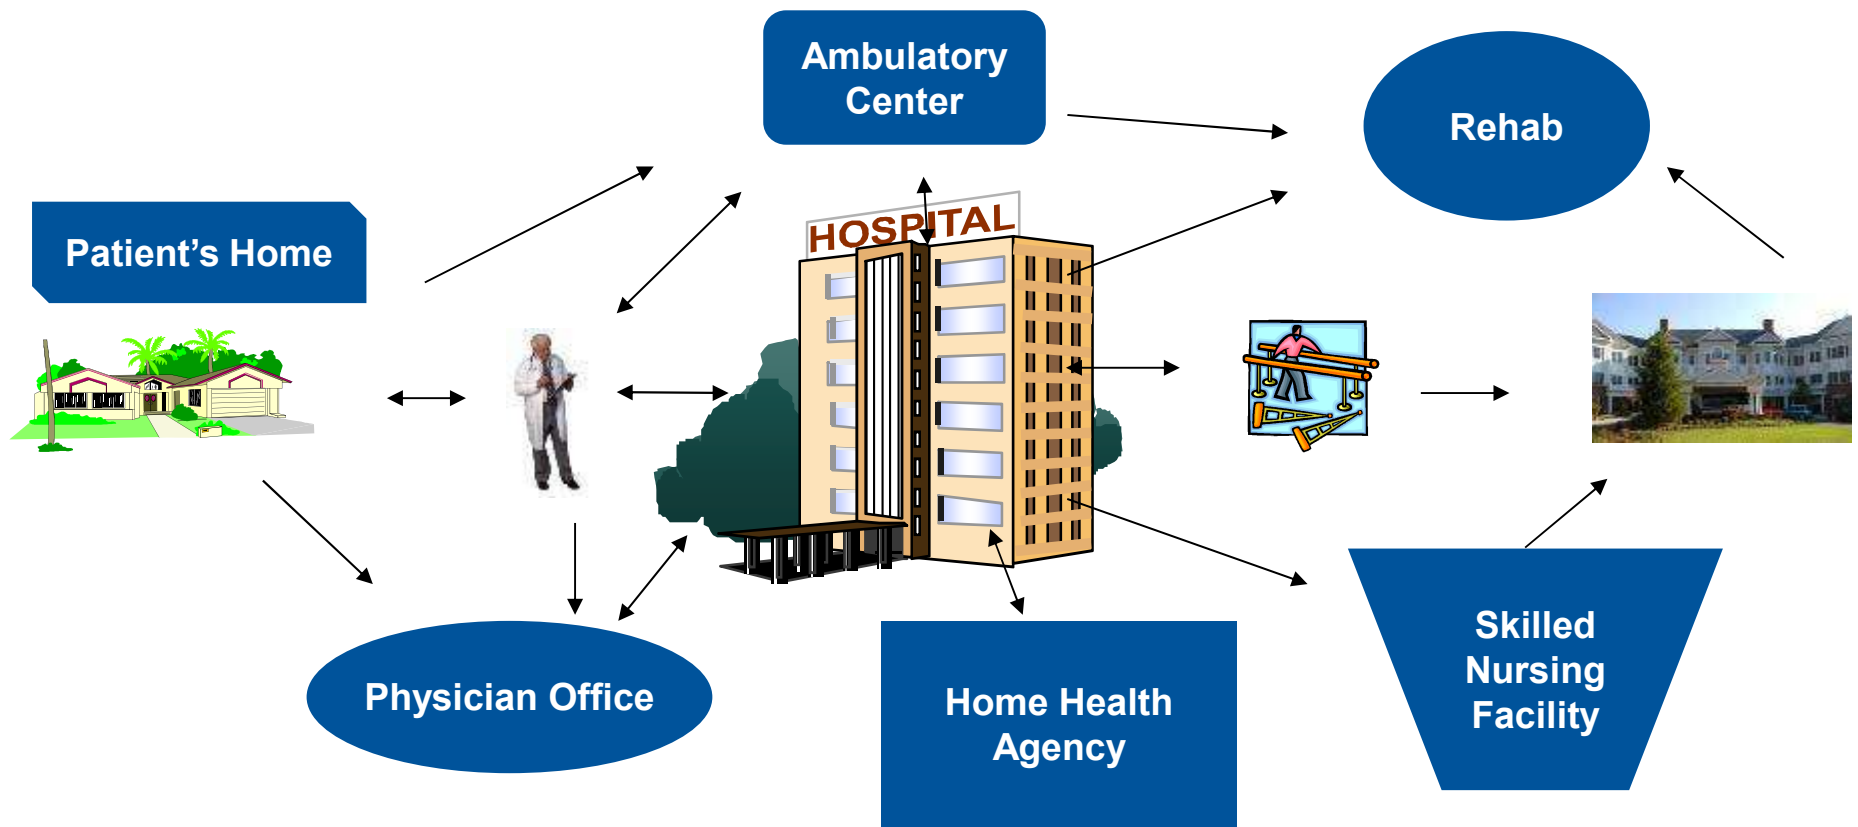 Ambulatory
Center
Rehab
Patient’s Home
HOSPITAL
Physician Office
Home Health
Agency
Skilled
Nursing
Facility